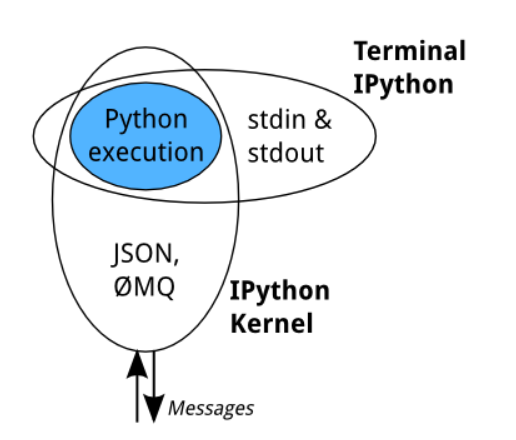 Terminal
IPython
Python
execution
stdin &
stdout
JSON,
ØMQ
IPython
Kernel
Messages